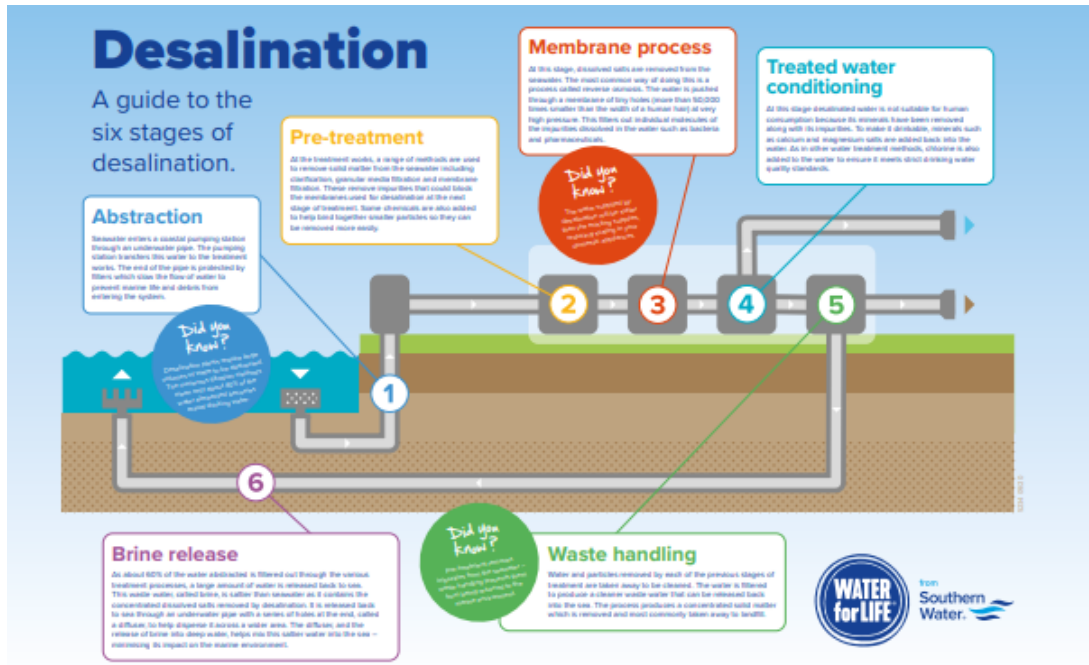 Desalination
A guide to the
six stages of
desalination.
Abstraction
Seawater enters a coastal pumping station
through an underwater pipe. The pumping
station transfers this water to the treatment
works. The end of the pipe is protected by
filters which slow the flow of water to
prevent marine life and debris from
entering the system.
Did you
know?
Pre-treatment
At the treatment works, a range of methods are used
to remove solid matter from the seawater including
clarification, granular media filtration and membrane
filtration. These remove impurities that could block
the membranes used for desalination at the next
stage of treatment. Some chemicals are also added
to help bind together smaller particles so they can
be removed more easily.
Membrane process
At this stage, dissolved salts are removed from the
seawater. The most common way of doing this is a
process called reverse osmosis. The water is pushed
through a membrane of tiny holes (more than 50,000
times smaller than the width of a human hair) at very
high pressure. This filters out individual molecules of
the impurities dissolved in the water such as bacteria
and pharmaceuticals.
Did you
know?
Treated water
conditioning
At this stage desalinated water is not suitable for human
consumption because its minerals have been removed
along with its impurities. To make it drinkable, minerals such
as calcium and magnesium salts are added back into the
water. As in other water treatment methods, chlorine is also
added to the water to ensure it meets strict drinking water
quality standards.
1
2
3
4
5
6
Brine release
As about 60% of the water abstracted is filtered out through the various
treatment processes, a large amount of water is released back to sea.
This waste water, called brine, is saltier than seawater as it contains the
concentrated dissolved salts removed by desalination. It is released back
to sea through an underwater pipe with a series of holes at the end, called
a diffuser, to help disperse it across a wider area. The diffuser, and the
release of brine into deep water, helps mix this saltier water into the sea –
minimising its impact on the marine environment.
Did you
know?
Waste handling
Water and particles removed by each of the previous stages of
treatment are taken away to be cleaned. The water is filtered
to produce a cleaner waste water that can be released back
into the sea. The process produces a concentrated solid matter
which is removed and most commonly taken away to landfill.
WATER
for LIFE
from
Southern
Water.